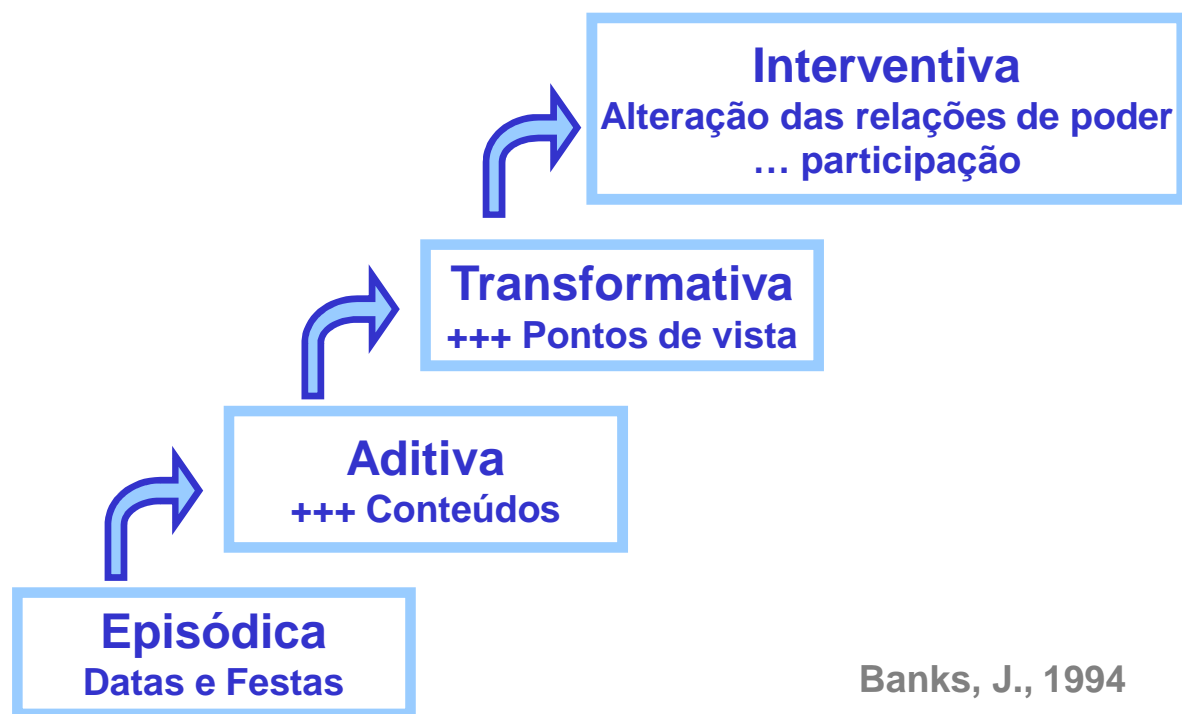 Interventiva
Alteração das relações de poder
… participação
Transformativa
+++ Pontos de vista
Aditiva
+++ Conteúdos
Episódica
Datas e Festas
Banks, J., 1994